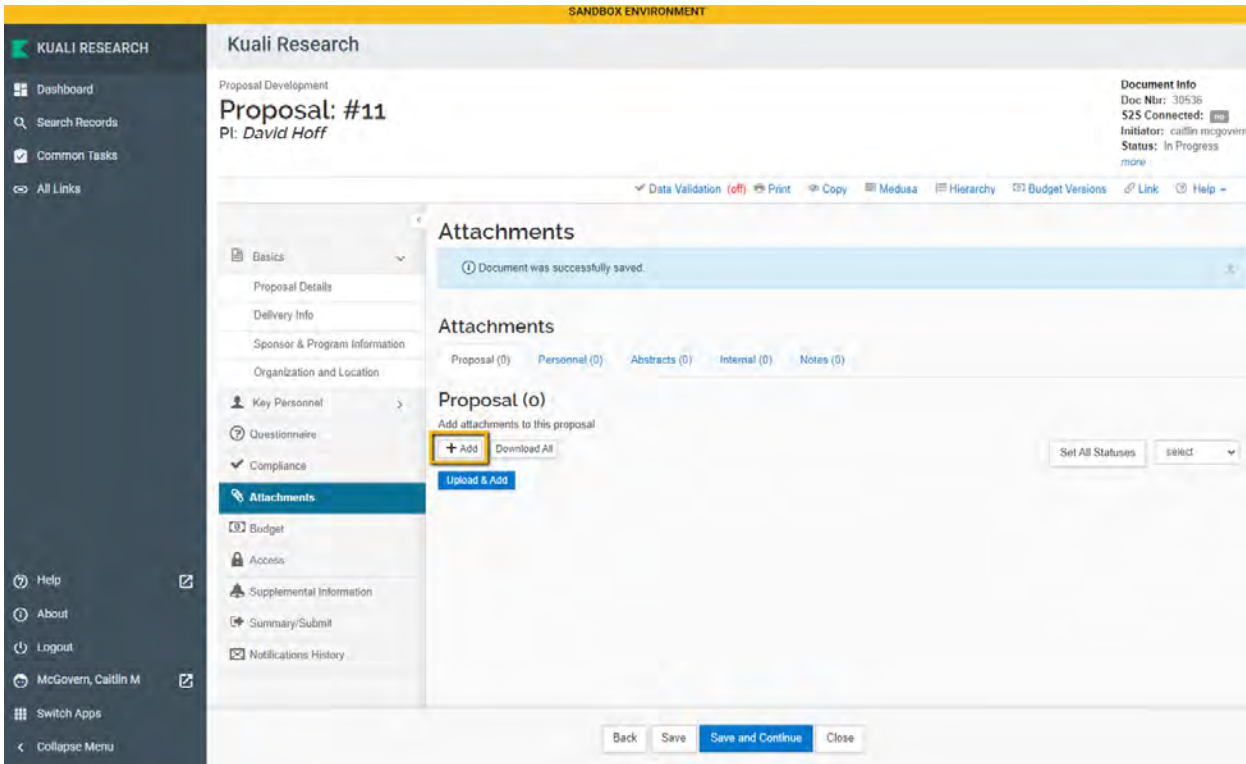 SANDBOX ENVIRONMENT
KUALI RESEARCH
Dashboard
Search Records
Common Tasks
All Links
Help
About
Logout
McGovern, Caitlin M
Switch Apps
Collapse Menu
Kuali Research
Proposal Development
Proposal: #11
PI: David Hoff
Document Info
Doc Nbr: 30536
S2S Connected: no
Initiator: caitlin mcgovern
Status: In Progress
more
Data Validation (off) Print Copy Medusa Hierarchy Budget Versions Link Help
Basics
Proposal Details
Delivery Info
Sponsor & Program Information
Organization and Location
Key Personnel
Questionnaire
Compliance
Attachments
Budget
Access
Supplemental Information
Summary/Submit
Notifications History
Attachments
Document was successfully saved.
Attachments
Proposal (0) Personnel (0) Abstracts (0) Internal (0) Notes (0)
Proposal (0)
Add attachments to this proposal
+ Add Download All Set All Statuses select
Upload & Add
Back Save Save and Continue Close